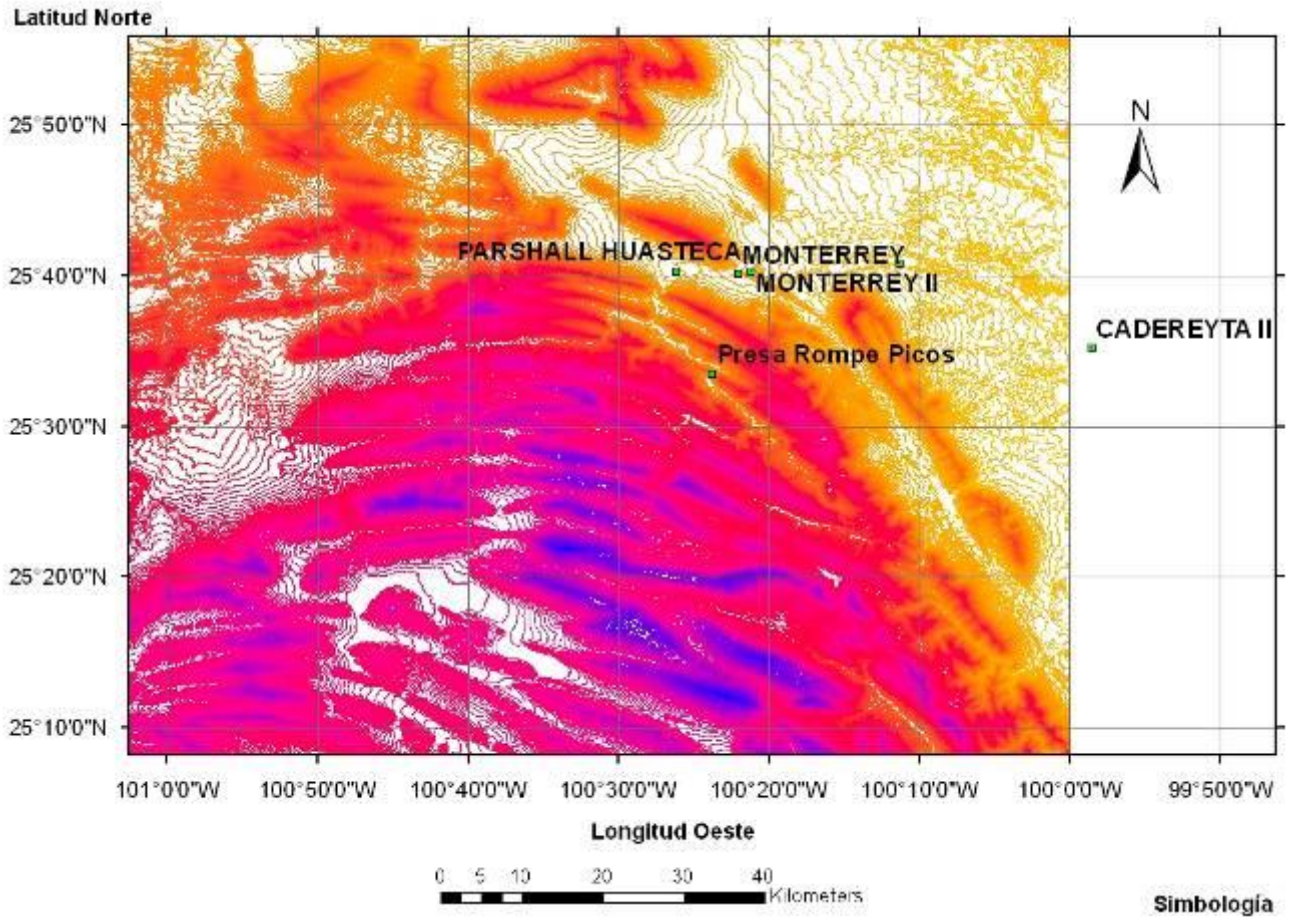 Latitud Norte
25°50'0"N
N
PARSHALL HUASTECA MONTERREY
25°40'0"N
MONTERREY II
CADEREYTA II
Presa Rompe Picos
25°30'0"N
25°20'0"N
25°10'0"N
101°0'0"W 100°50'0"W 100°40'0"W 100°30'0"W 100°20'0"W 100°10'0"W 100°0'0"W 99°50'0"W
Longitud Oeste
0 5 10 20 30 40
Kilometers
Simbología